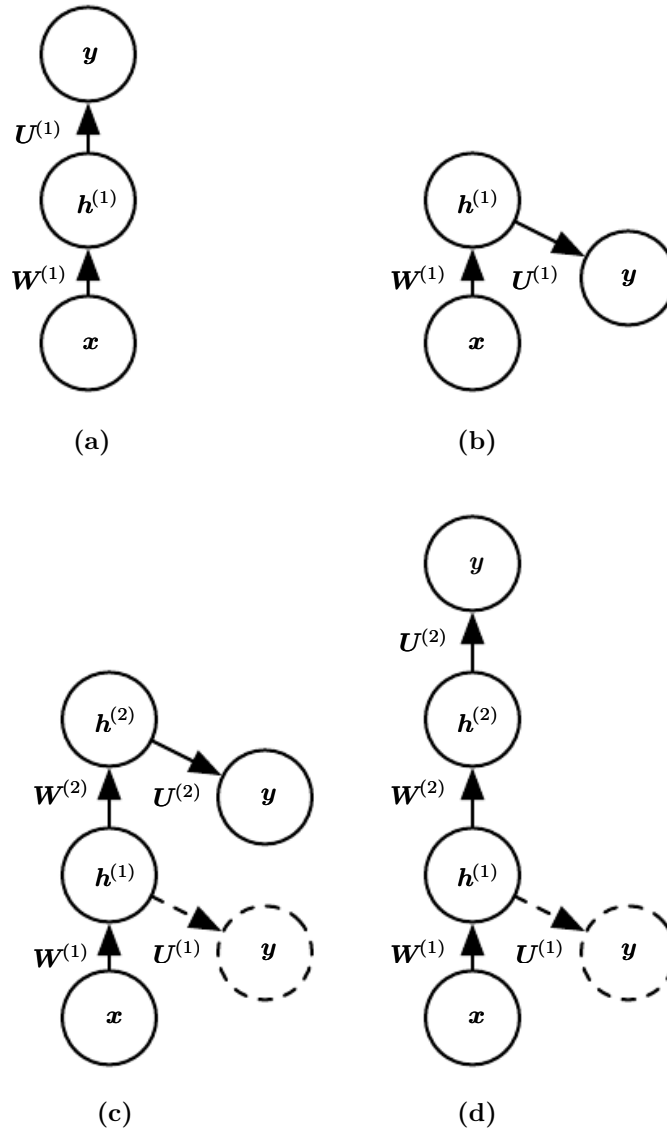 y
U^(1)
h^(1)
W^(1)
x
(a)
h^(1)
W^(1) U^(1) y
x
(b)
h^(2)
W^(2) U^(2) y
h^(1)
W^(1) U^(1) y
x
(c)
y
U^(2)
h^(2)
W^(2)
h^(1)
W^(1) U^(1) y
x
(d)